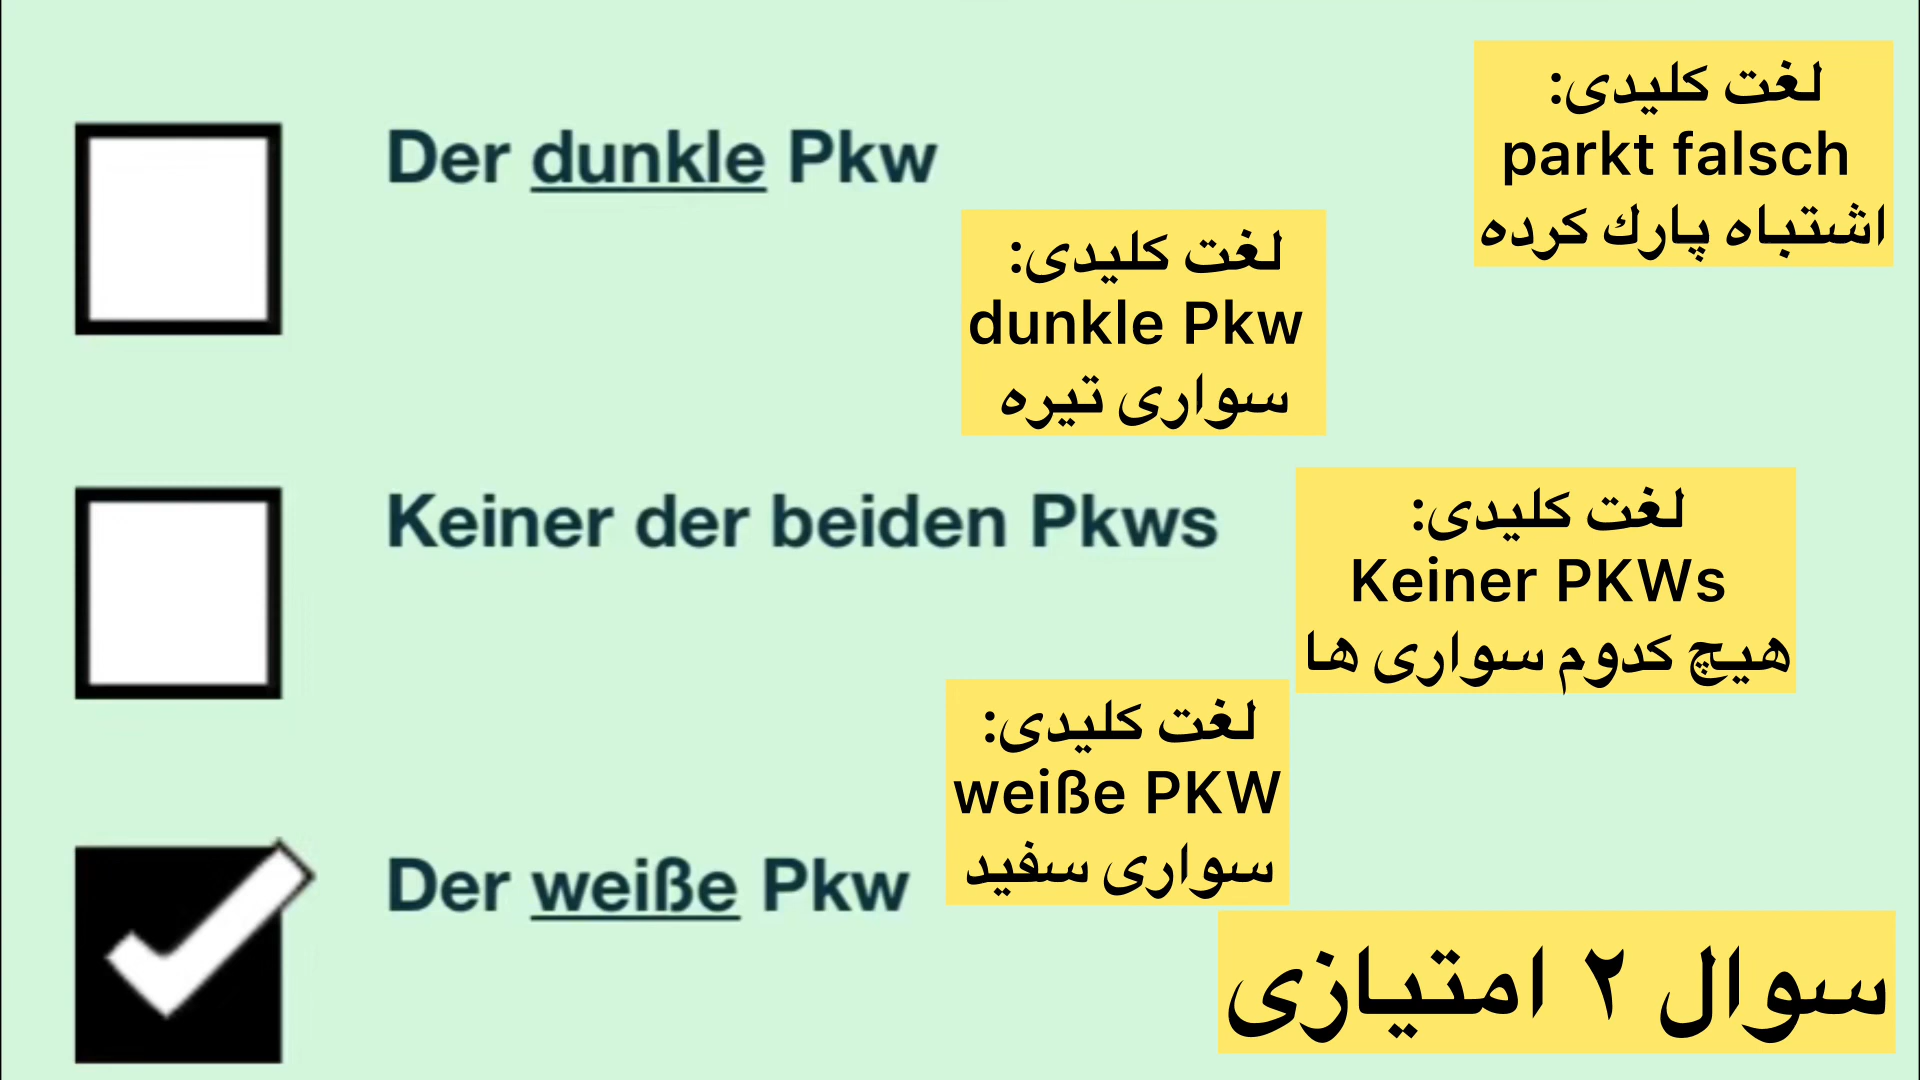 لغت کلیدی:
parkt falsch
اشتباه پارك كرده
Der dunkle Pkw
لغت کلیدی:
dunkle Pkw
سواری تیره
Keiner der beiden Pkws
لغت کلیدی:
Keiner PKWs
هیچ کدوم سواری ها
لغت کلیدی:
weiße PKW
سواری سفید
Der weiße Pkw
سوال ۲ امتیازی